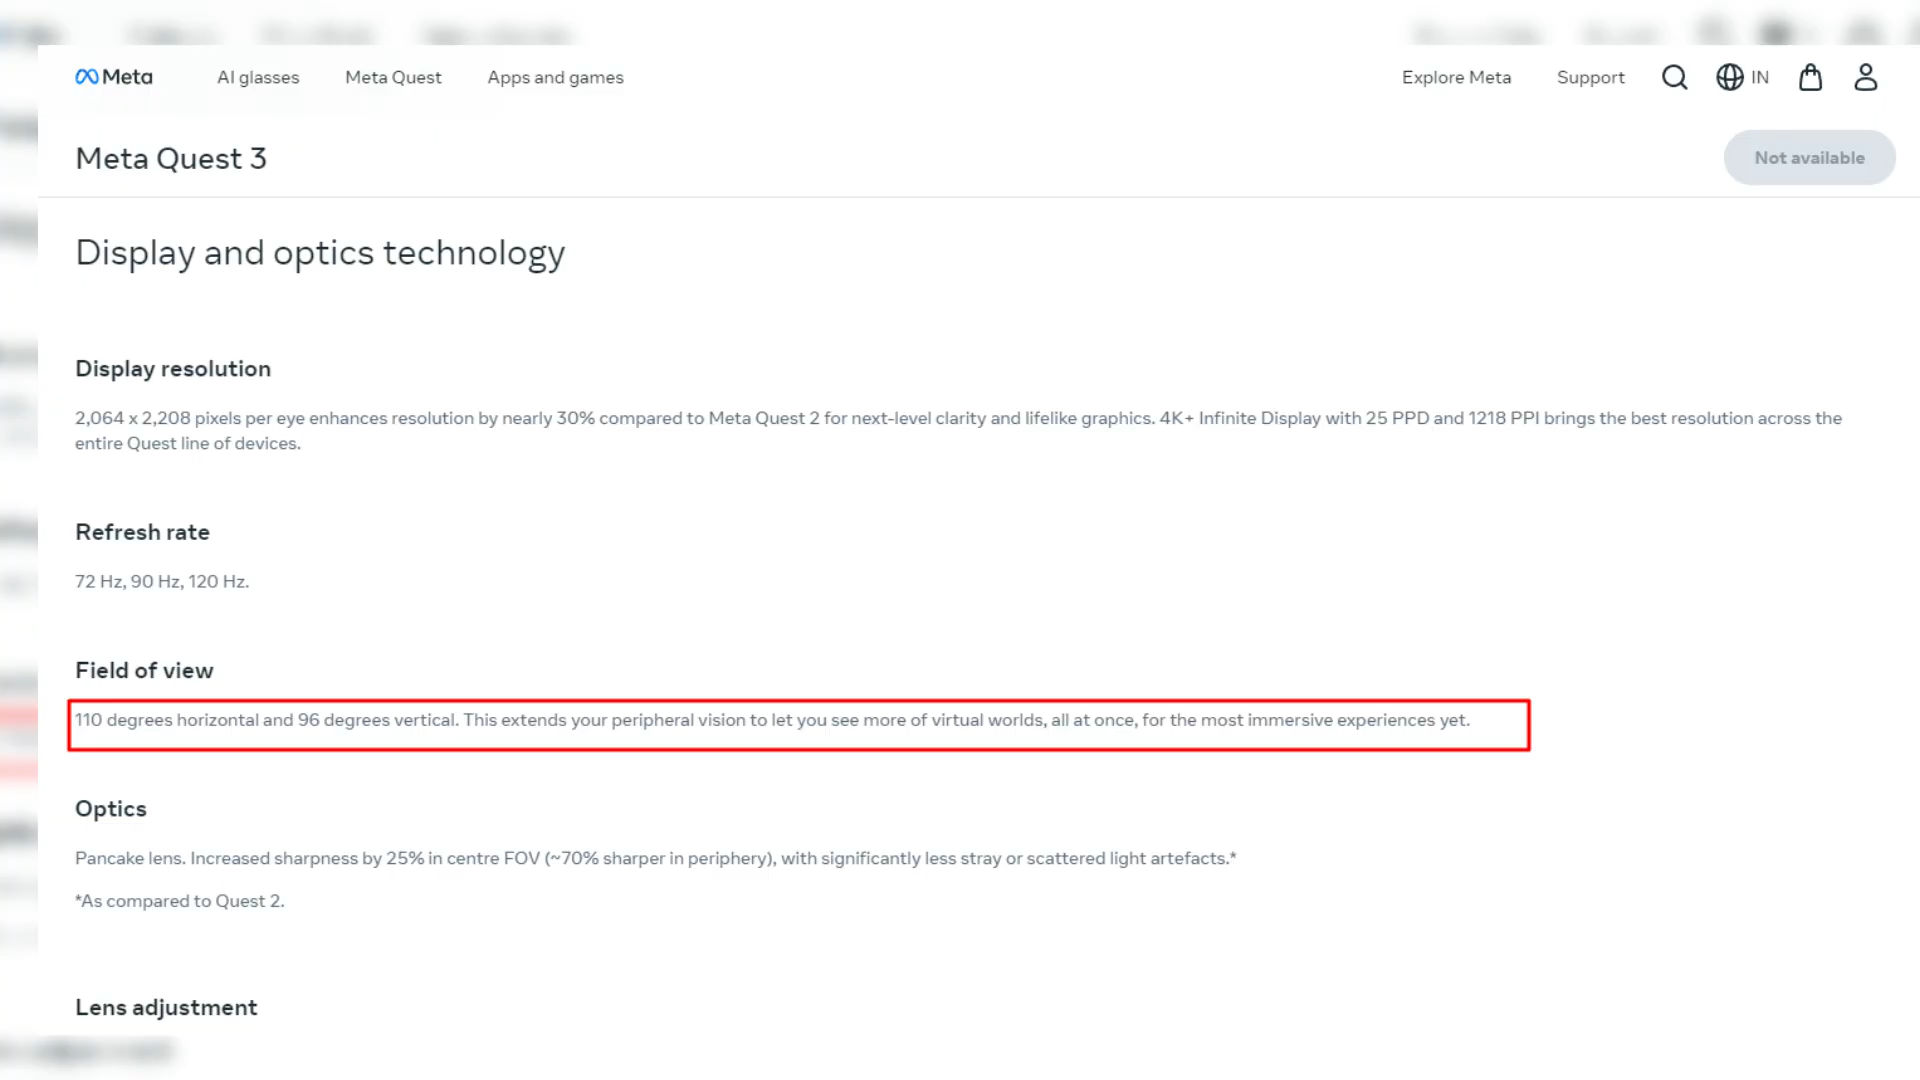 Meta AI glasses Meta Quest Apps and games Explore Meta Support IN
Meta Quest 3 Not available
Display and optics technology
Display resolution
2,064 x 2,208 pixels per eye enhances resolution by nearly 30% compared to Meta Quest 2 for next-level clarity and lifelike graphics. 4K+ Infinite Display with 25 PPD and 1218 PPI brings the best resolution across the
entire Quest line of devices.
Refresh rate
72 Hz, 90 Hz, 120 Hz.
Field of view
110 degrees horizontal and 96 degrees vertical. This extends your peripheral vision to let you see more of virtual worlds, all at once, for the most immersive experiences yet.
Optics
Pancake lens. Increased sharpness by 25% in centre FOV (~70% sharper in periphery), with significantly less stray or scattered light artefacts.*
*As compared to Quest 2.
Lens adjustment